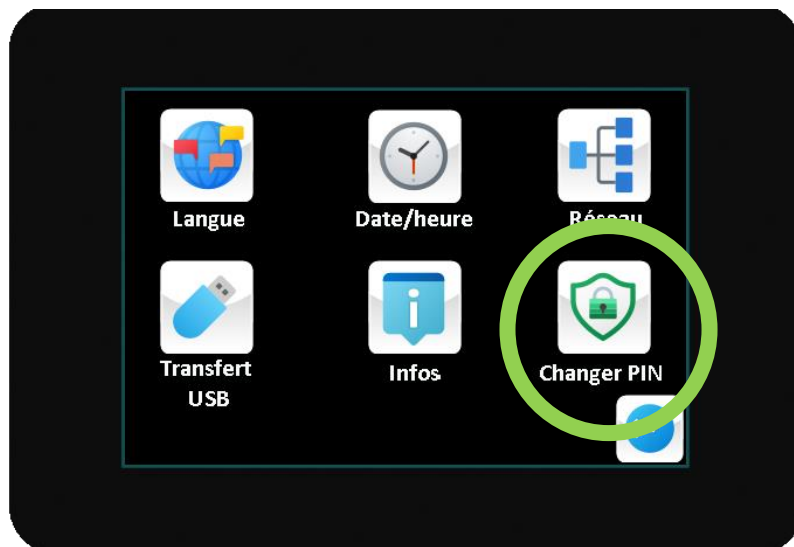 Langue
Date/heure
Réseau
Transfert
USB
Infos
Changer PIN